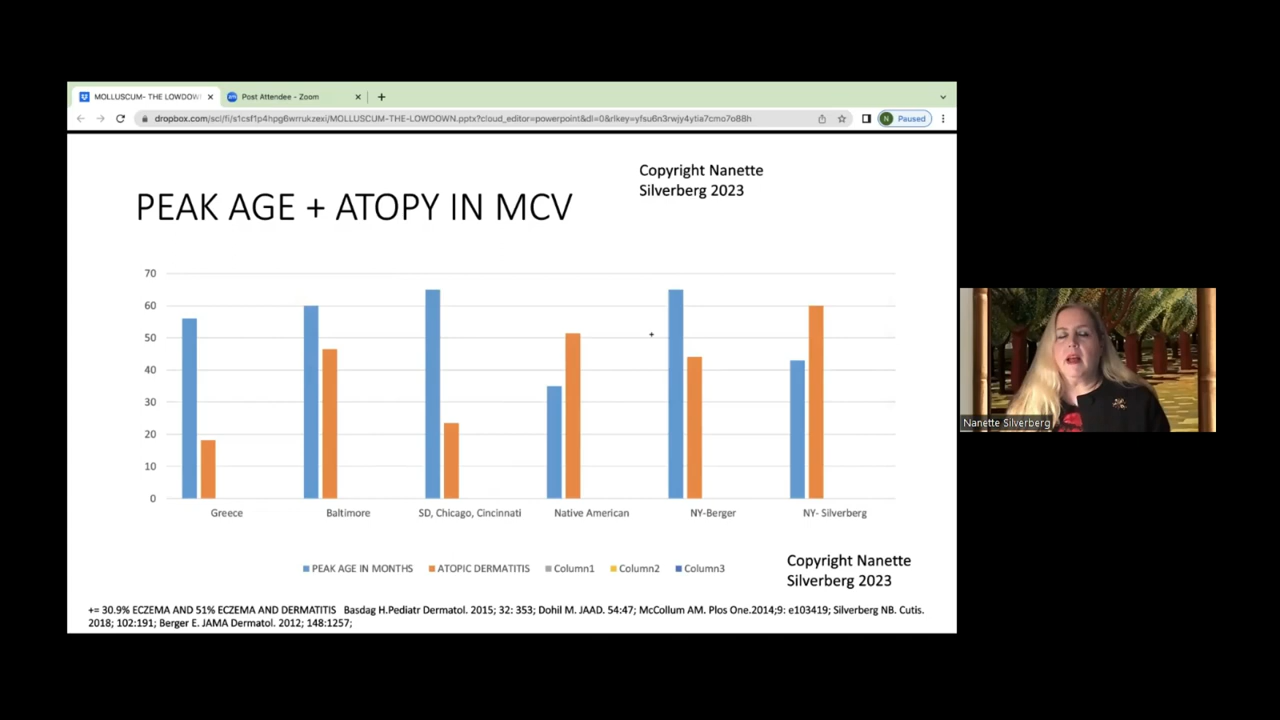 MOLLUSCUM- THE LOWDOW
Post Attendee - Zoom
dropbox.com/scl/fi/s1csf1p4hpg6wrrukzexi/MOLLUSCUM-THE-LOWDOWN.pptx?cloud_editor=powerpoint&dl=0&rlkey=yfsu6n3rwjy4ytia7cmo7o88h
N Paused
Copyright Nanette
Silverberg 2023
PEAK AGE + ATOPY IN MCV
70
60
50
40
30
20
10
0
Greece Baltimore SD, Chicago, Cincinnati Native American NY-Berger NY- Silverberg
PEAK AGE IN MONTHS ATOPIC DERMATITIS Column1 Column2 Column3
Copyright Nanette
Silverberg 2023
+= 30.9% ECZEMA AND 51% ECZEMA AND DERMATITIS Basdag H.Pediatr Dermatol. 2015; 32: 353; Dohil M. JAAD. 54:47; McCollum AM. Plos One.2014;9: e103419; Silverberg NB. Cutis.
2018; 102:191; Berger E. JAMA Dermatol. 2012; 148:1257;
Nanette Silverberg